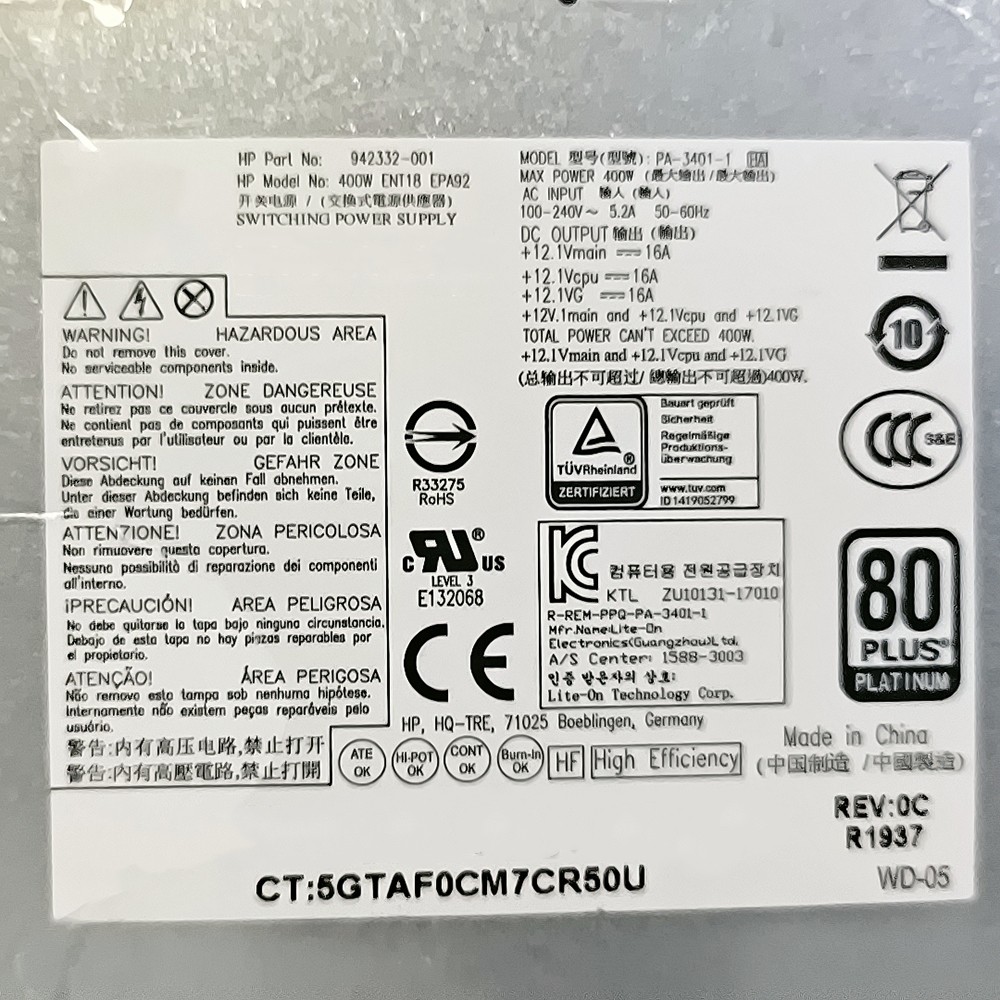 HP Part No: 942332-001
HP Model No: 400W ENT18 EPA92
开关电源 / (交換式電源供應器)
SWITCHING POWER SUPPLY
MODEL 型号(型號): PA-3401-1 HA
MAX POWER 400W (最大输出/最大輸出)
AC INPUT 输入 (輸入)
100-240V~ 5.2A 50-60Hz
DC OUTPUT 输出 (輸出)
+12.1Vmain 16A
+12.1Vcpu 16A
+12.1VG 16A
+12V.1main and +12.1Vcpu and +12.1VG
TOTAL POWER CAN'T EXCEED 400W.
+12.1Vmain and +12.1Vcpu and +12.1VG
(总输出不可超过/ 總輸出不可超過)400W.
WARNING! HAZARDOUS AREA
Do not remove this cover.
No serviceable components inside.
ATTENTION! ZONE DANGEREUSE
Ne retirez pas ce couvercle sous aucun prétexte.
Ne contient pas de composants qui puissent être
entretenus par l'utilisateur ou par la clientèle.
VORSICHT! GEFAHR ZONE
Diese Abdeckung auf keinen Fall abnehmen.
Unter dieser Abdeckung befinden sich keine Teile,
die einer Wartung bedürfen.
ATTEN7IONE! ZONA PERICOLOSA
Non rimuovere questa copertura.
Nessuna possibilità di reparazione dei componenti
all'interno.
¡PRECAUCIÓN! AREA PELIGROSA
No debe quitarse la tapa bajo ninguna circunstancia.
Debajo de esta tapa no hay piezas reparables por
el propietario.
ATENÇÃO! ÁREA PERIGOSA
Não remova esta tampa sob nenhuma hipótese.
Internamente não existem peças reparáveis pelo
usuário.
警告:内有高压电路,禁止打开
警告:內有高壓電路,禁止打開
R33275
RoHS
c RU US ®
LEVEL 3
E132068
CE
TÜVRheinland ®
ZERTIFIZIERT
Bauart geprüft
Sicherheit
Regelmäßige
Produktions-
überwachung
www.tuv.com
ID 1419052799
10
CCC S&E
KC
컴퓨터용 전원공급장치
KTL ZU10131-17010
R-REM-PPQ-PA-3401-1
Mfr.Name:Lite-On
Electronics(Guangzhou)Ltd.
A/S Center: 1588-3003
인증 받은자의 상호:
Lite-On Technology Corp.
80
PLUS®
PLATINUM
HP, HQ-TRE, 71025 Boeblingen, Germany
ATE OK
HI-POT OK
CONT OK
Burn-In OK
HF
High Efficiency
Made in China
(中国制造 /中國製造)
REV:0C
R1937
WD-05
CT:5GTAF0CM7CR50U